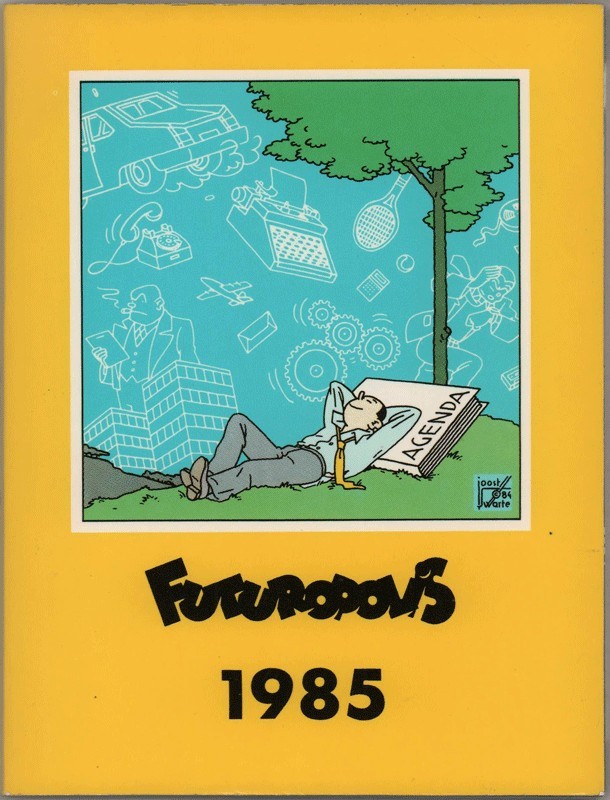 AGENDA
joost
© 84
swarte
FUTUROPOLIS
1985